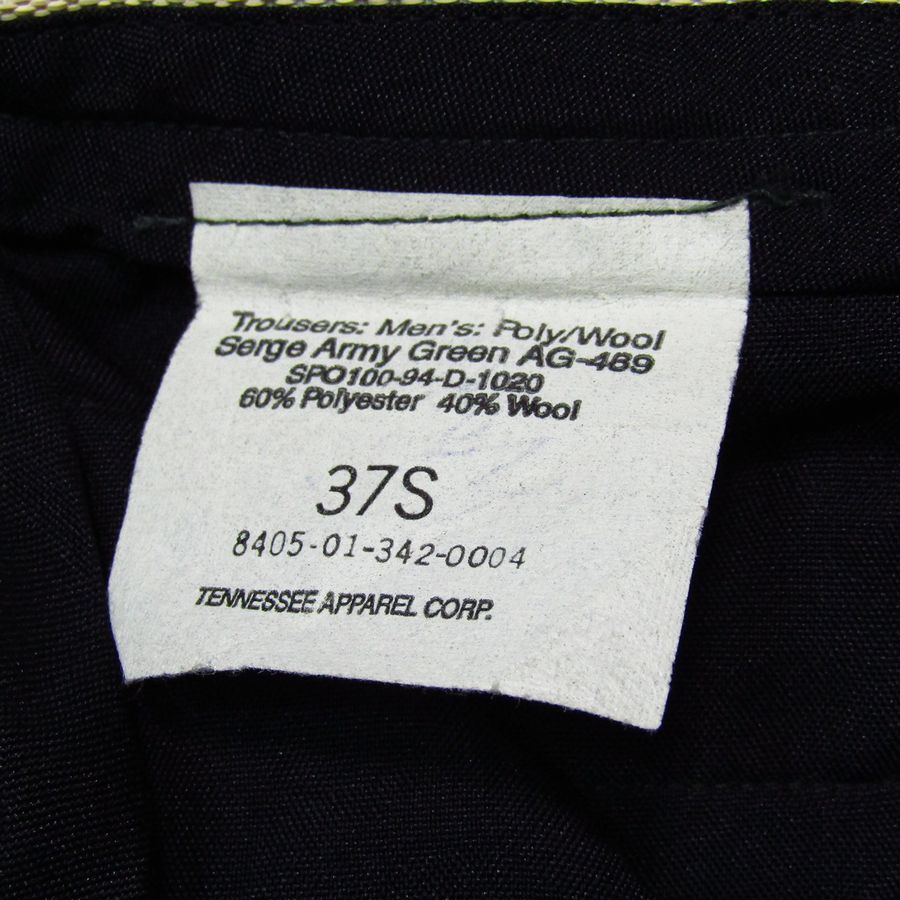 Trousers: Men's: Poly/Wool
Serge Army Green AG-489
SPO100-94-D-1020
60% Polyester 40% Wool
37S
8405-01-342-0004
TENNESSEE APPAREL CORP.